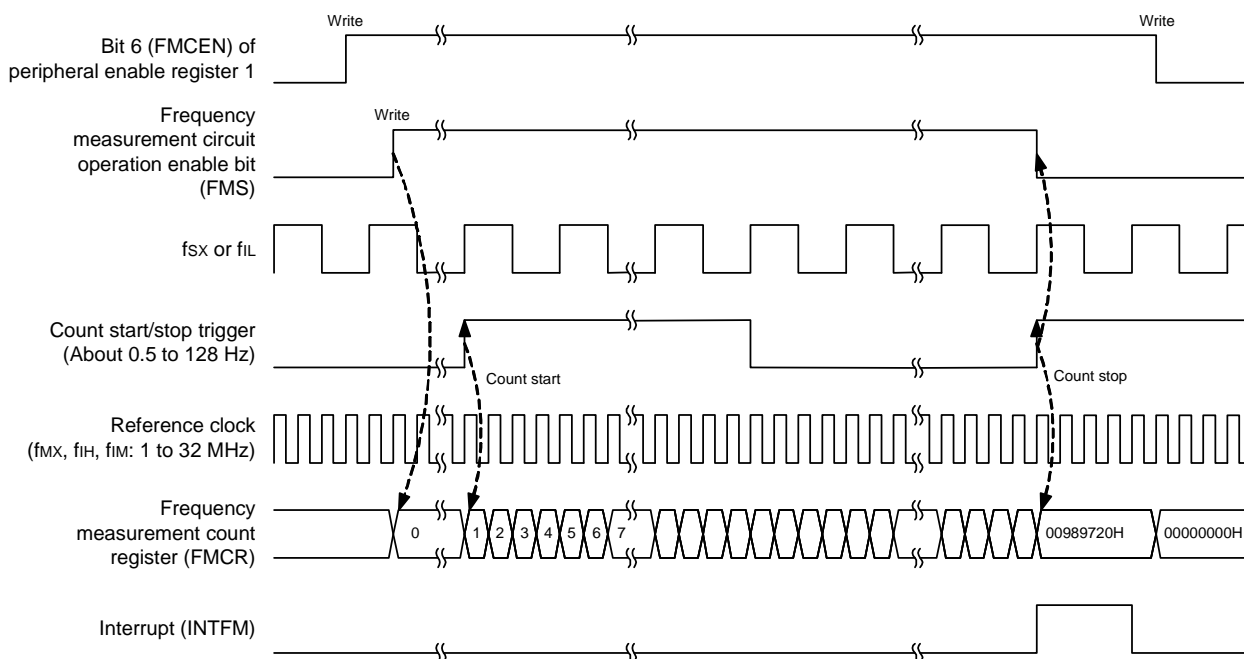 Write
Write
Bit 6 (FMCEN) of
peripheral enable register 1
Frequency
measurement circuit
operation enable bit
(FMS)
Write
fSX or fIL
Count start/stop trigger
(About 0.5 to 128 Hz)
Count start
Count stop
Reference clock
(fMX, fIH, fIM: 1 to 32 MHz)
Frequency
measurement count
register (FMCR)
0
1
2
3
4
5
6
7
00989720H
00000000H
Interrupt (INTFM)